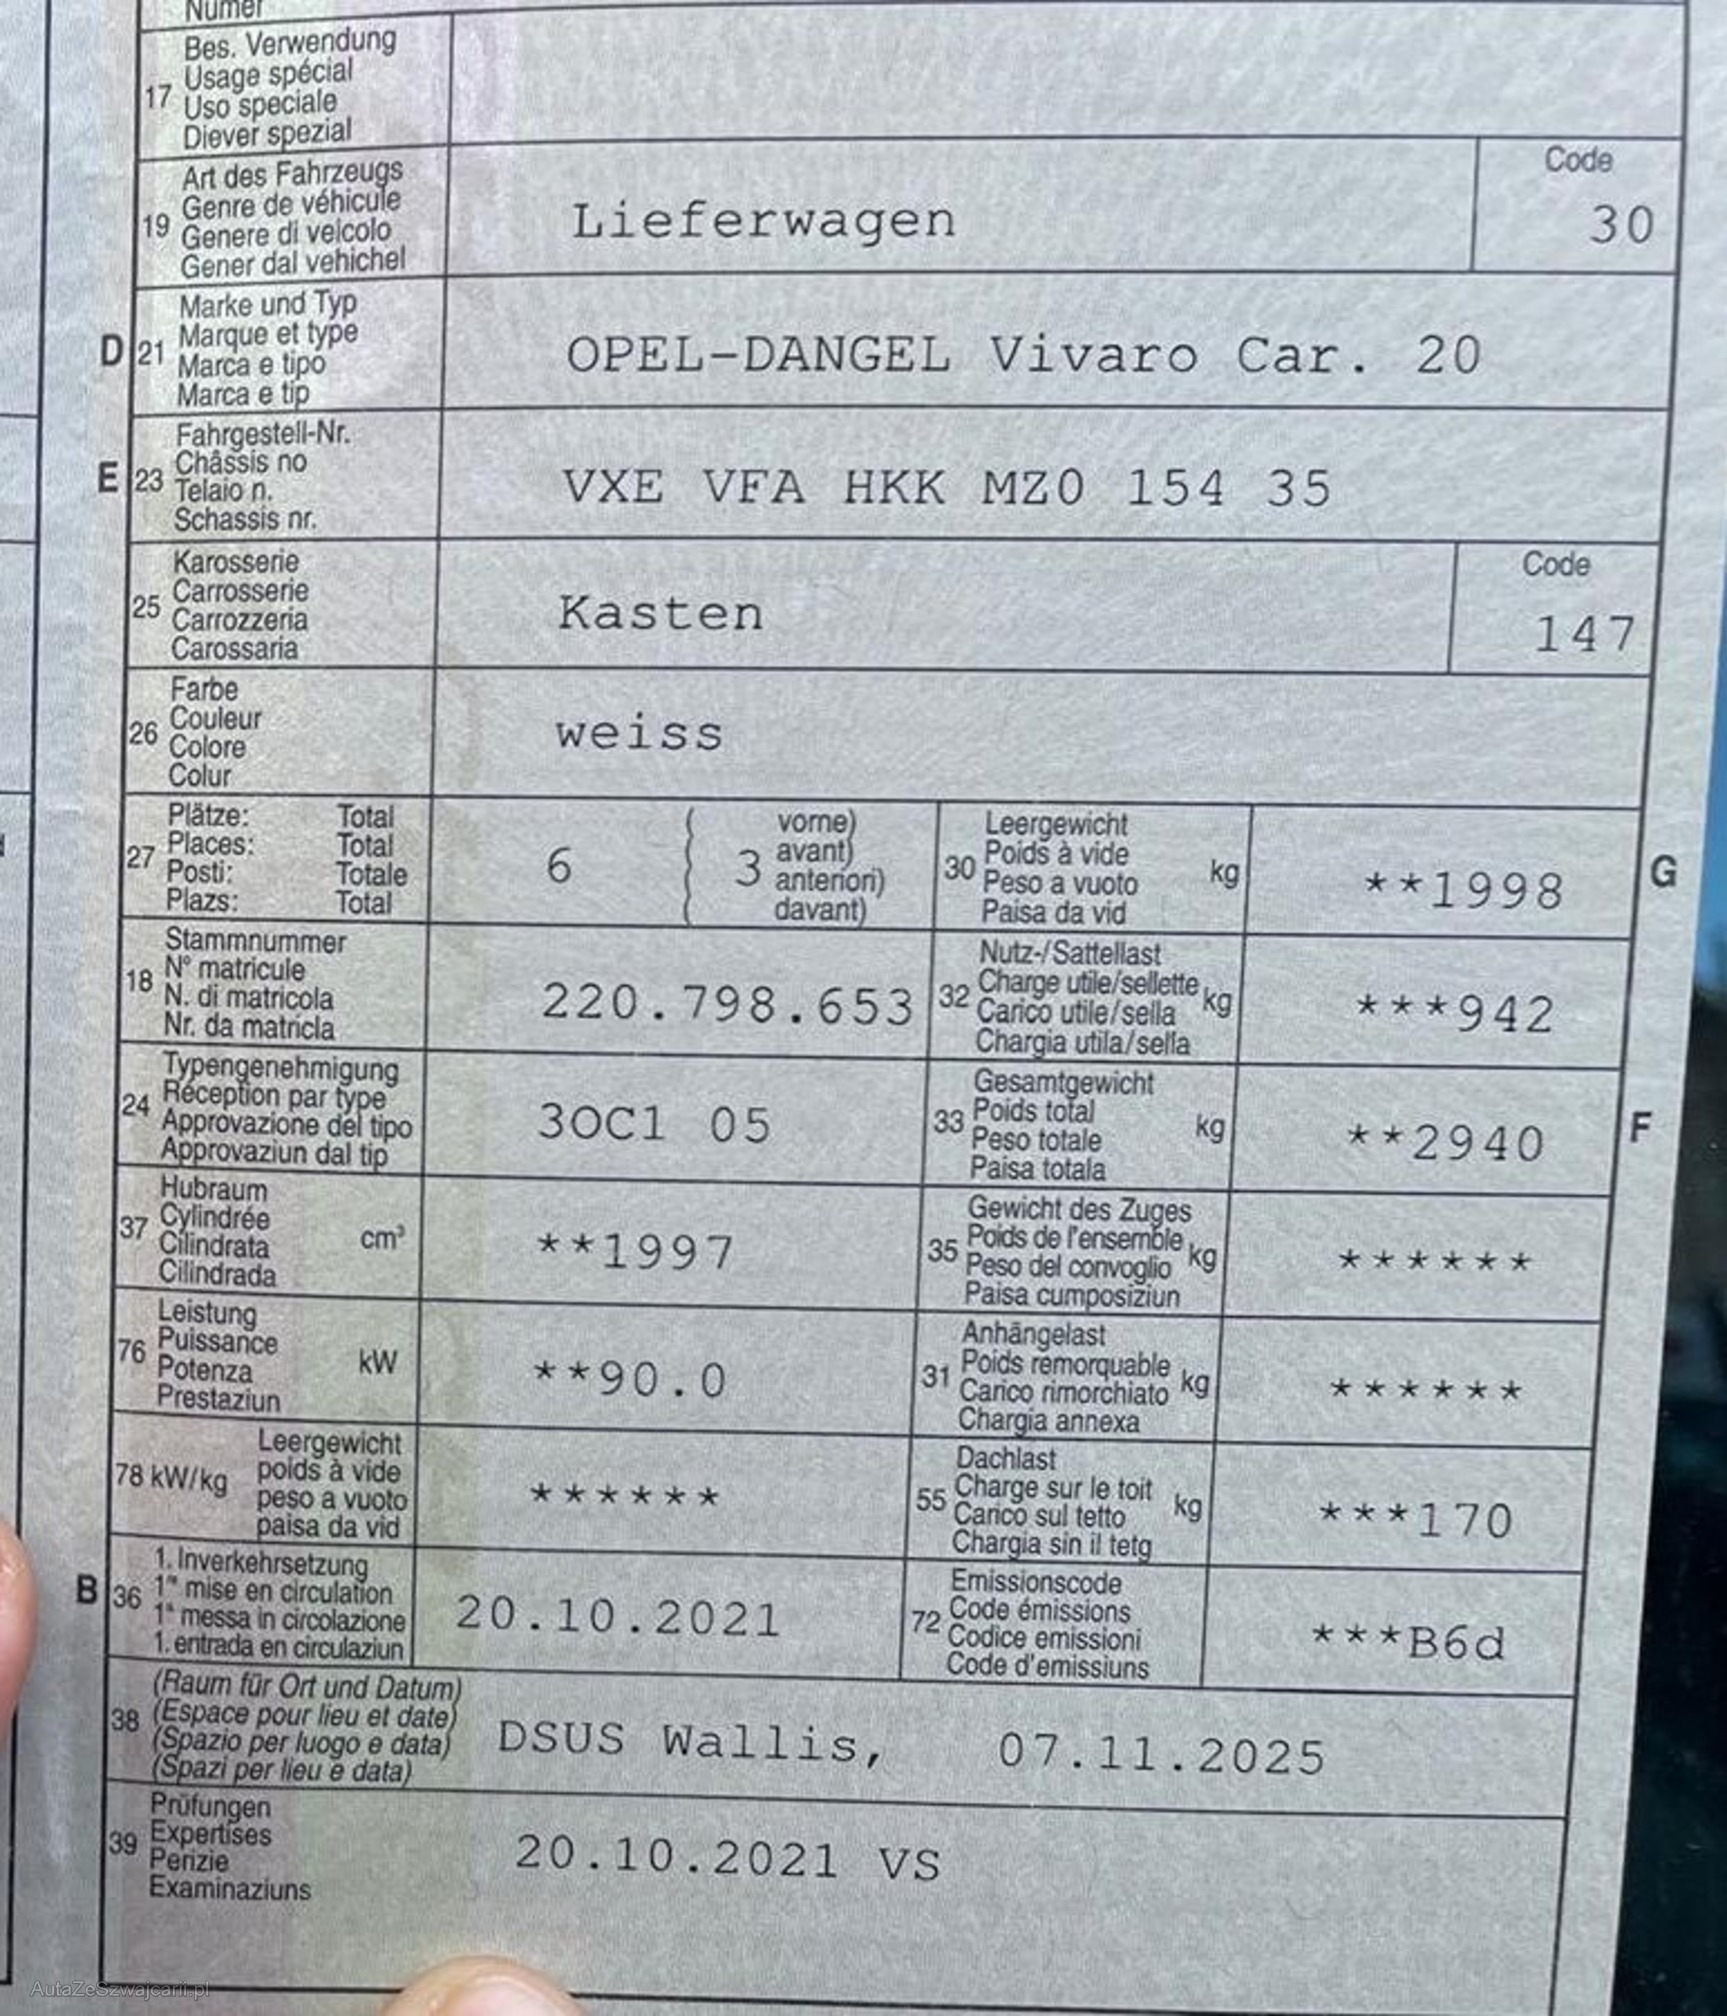 Numer
17 Bes. Verwendung
Usage spécial
Uso speciale
Diever spezial
19 Art des Fahrzeugs
Genre de véhicule
Genere di veicolo
Gener dal vehichel
Lieferwagen
Code
30
D 21 Marke und Typ
Marque et type
Marca e tipo
Marca e tip
OPEL-DANGEL Vivaro Car. 20
E 23 Fahrgestell-Nr.
Châssis no
Telaio n.
Schassis nr.
VXE VFA HKK MZ0 154 35
25 Karosserie
Carrosserie
Carrozzeria
Carossaria
Kasten
Code
147
26 Farbe
Couleur
Colore
Colur
weiss
27 Plätze: Total
Places: Total
Posti: Totale
Plazs: Total
6 ( 3 vorne)
avant)
anteriori)
davant)
30 Leergewicht
Poids à vide
Peso a vuoto
Paisa da vid
kg
**1998
G
18 Stammnummer
N° matricule
N. di matricola
Nr. da matricla
220.798.653
32 Nutz-/Sattellast
Charge utile/sellette
Carico utile/sella
Chargia utila/sella
kg
***942
24 Typengenehmigung
Réception par type
Approvazione del tipo
Approvaziun dal tip
3OC1 05
33 Gesamtgewicht
Poids total
Peso totale
Paisa totala
kg
**2940
F
37 Hubraum
Cylindrée
Cilindrata
Cilindrada
cm³
**1997
35 Gewicht des Zuges
Poids de l'ensemble
Peso del convoglio
Paisa cumposiziun
kg
******
76 Leistung
Puissance
Potenza
Prestaziun
kW
**90.0
31 Anhängelast
Poids remorquable
Carico rimorchiato
Chargia annexa
kg
******
78 kW/kg Leergewicht
poids à vide
peso a vuoto
paisa da vid
******
55 Dachlast
Charge sur le toit
Carico sul tetto
Chargia sin il tetg
kg
***170
B 36 1. Inverkehrsetzung
1re mise en circulation
1a messa in circolazione
1. entrada en circulaziun
20.10.2021
72 Emissionscode
Code émissions
Codice emissioni
Code d'emissiuns
***B6d
38 (Raum für Ort und Datum)
(Espace pour lieu et date)
(Spazio per luogo e data)
(Spazi per lieu e data)
DSUS Wallis, 07.11.2025
39 Prüfungen
Expertises
Perizie
Examinaziuns
20.10.2021 VS
AutaZeSzwajcarii.pl